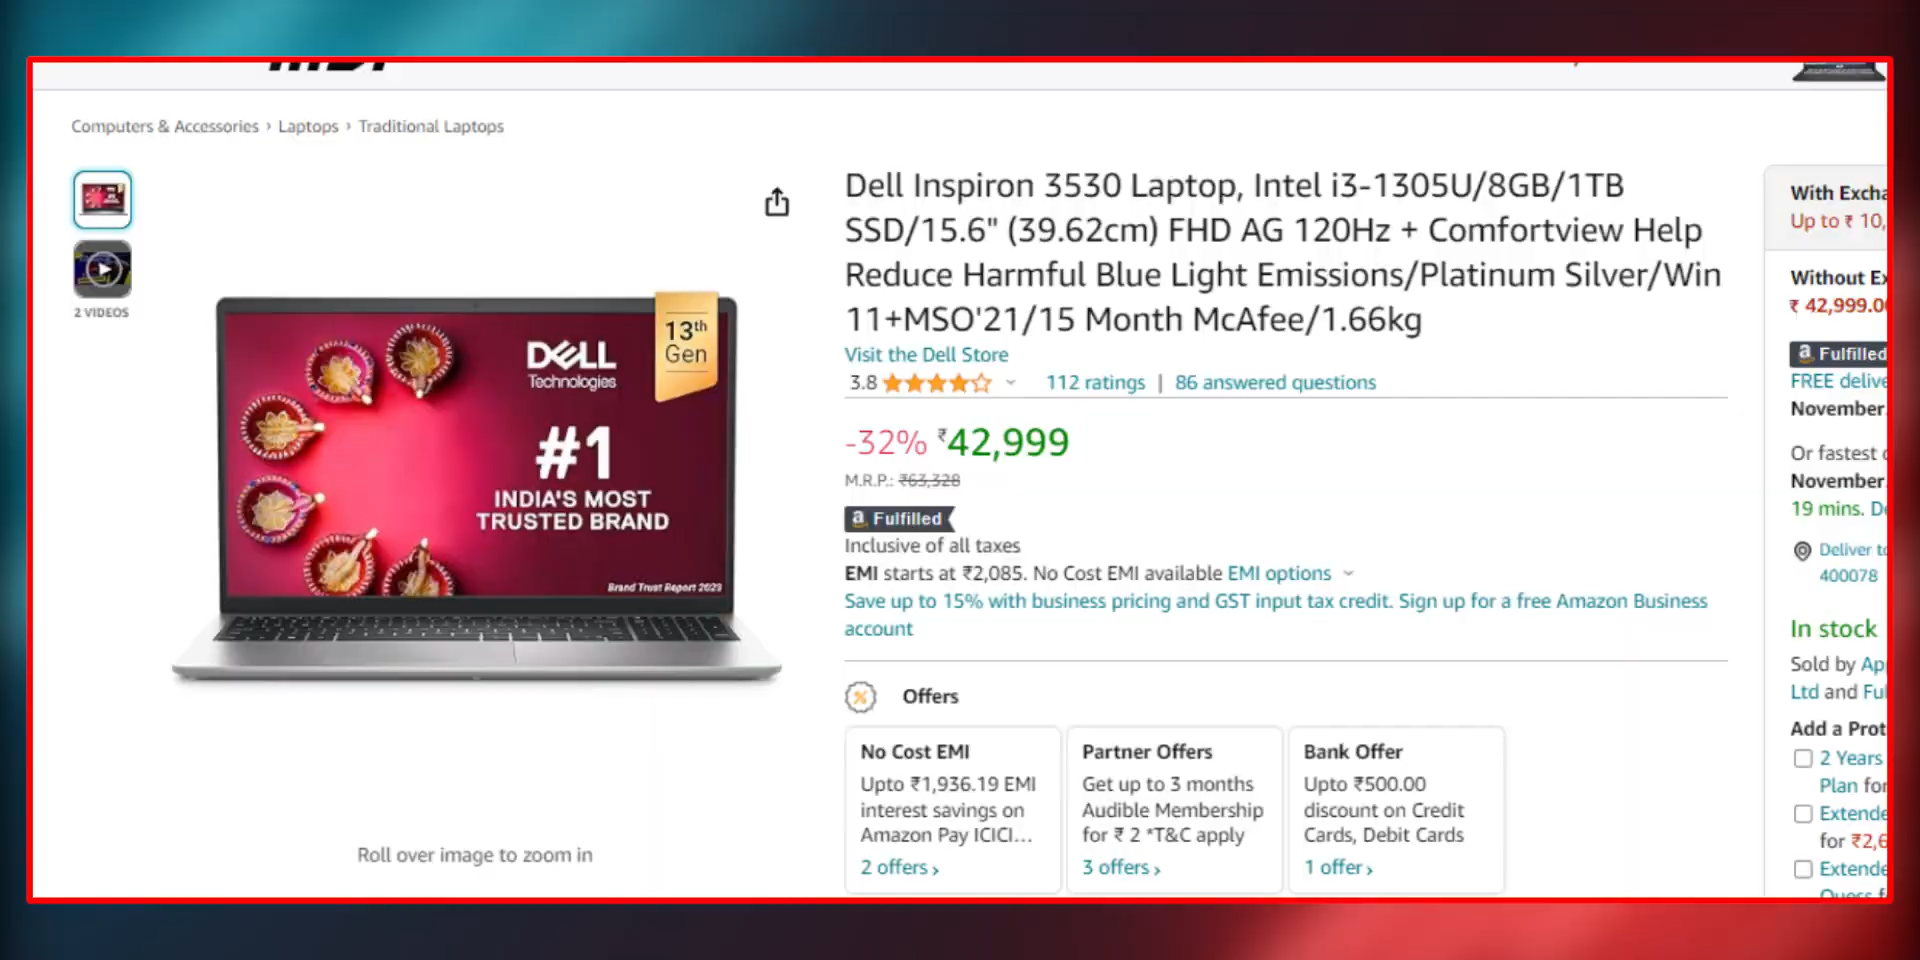 Computers & Accessories › Laptops › Traditional Laptops
2 VIDEOS
13th
Gen
DELL
Technologies
#1
INDIA'S MOST
TRUSTED BRAND
Brand Trust Report 2023
Roll over image to zoom in
Dell Inspiron 3530 Laptop, Intel i3-1305U/8GB/1TB
SSD/15.6" (39.62cm) FHD AG 120Hz + Comfortview Help
Reduce Harmful Blue Light Emissions/Platinum Silver/Win
11+MSO'21/15 Month McAfee/1.66kg
Visit the Dell Store
3.8 112 ratings | 86 answered questions
-32% ₹42,999
M.R.P.: ₹63,328
a Fulfilled
Inclusive of all taxes
EMI starts at ₹2,085. No Cost EMI available EMI options
Save up to 15% with business pricing and GST input tax credit. Sign up for a free Amazon Business
account
% Offers
No Cost EMI
Upto ₹1,936.19 EMI
interest savings on
Amazon Pay ICICI...
2 offers ›
Partner Offers
Get up to 3 months
Audible Membership
for ₹ 2 *T&C apply
3 offers ›
Bank Offer
Upto ₹500.00
discount on Credit
Cards, Debit Cards
1 offer ›
With Excha
Up to ₹ 10,
Without Ex
₹ 42,999.0
a Fulfilled
FREE delive
November
Or fastest
November
19 mins. De
Deliver to
400078
In stock
Sold by Ap
Ltd and Ful
Add a Prot
2 Years
Plan for
Extende
for ₹2,6
Extende